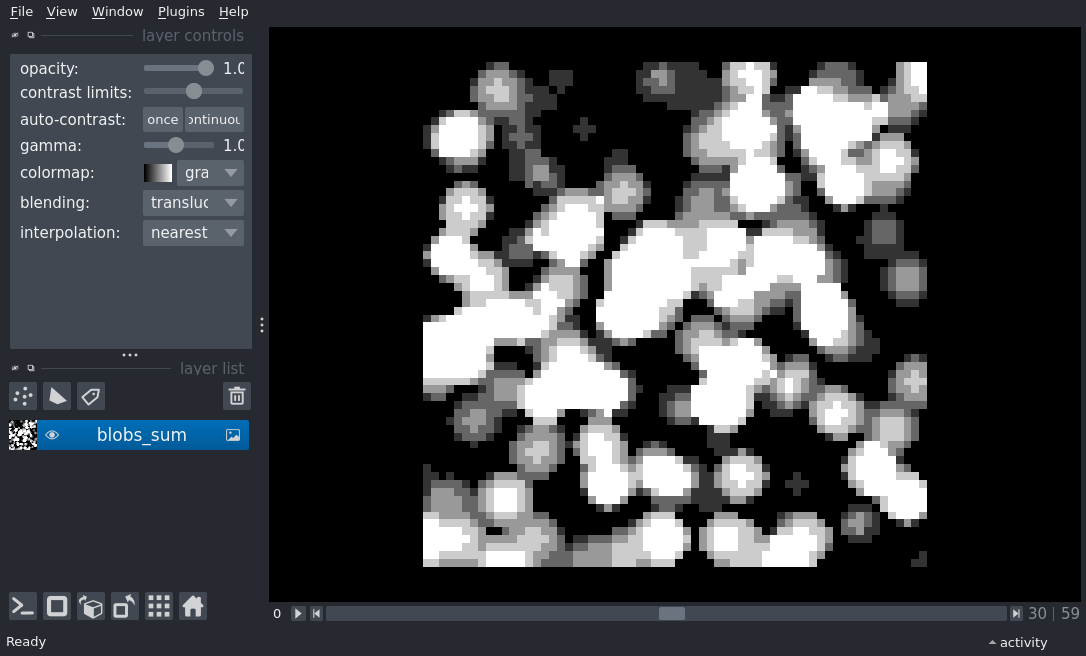 File View Window Plugins Help
layer controls
opacity: 1.0
contrast limits:
auto-contrast: once ontinuou
gamma: 1.0
colormap: gra
blending: transluc
interpolation: nearest
layer list
blobs_sum
0 30 | 59
Ready activity